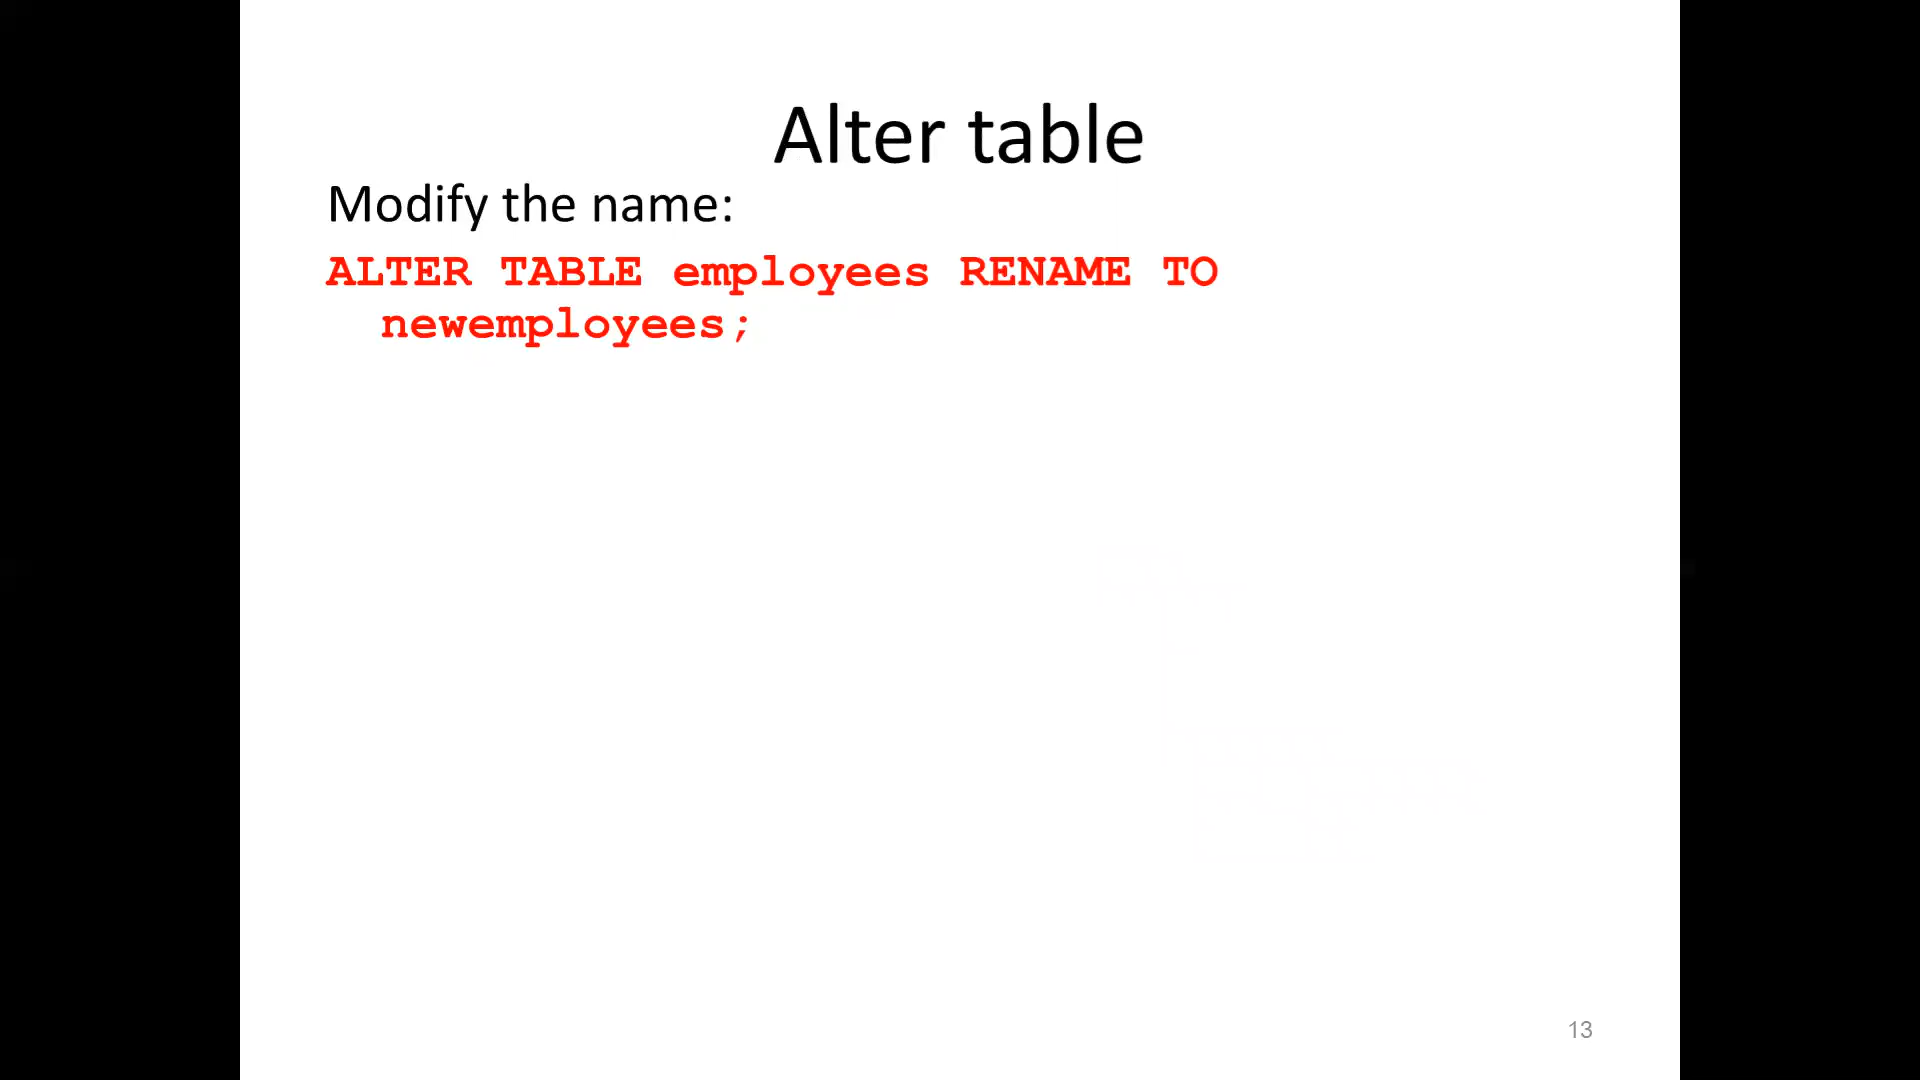 Alter table
Modify the name:
ALTER TABLE employees RENAME TO
newemployees;
13